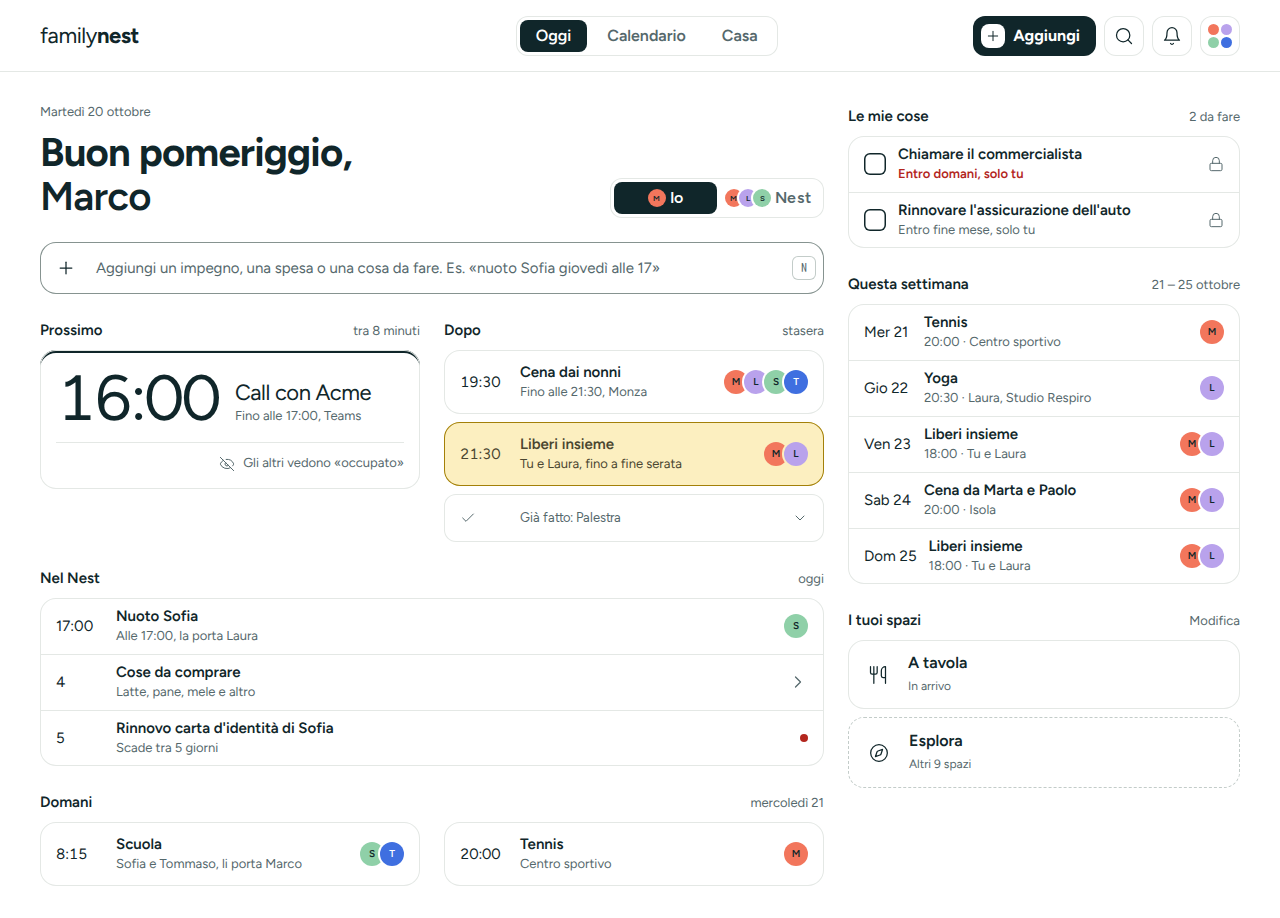 familynest
Oggi
Calendario
Casa
Aggiungi
Martedì 20 ottobre
Buon pomeriggio,
Marco
M Io
M L S Nest
Aggiungi un impegno, una spesa o una cosa da fare. Es. «nuoto Sofia giovedì alle 17»
N
Prossimo
tra 8 minuti
16:00
Call con Acme
Fino alle 17:00, Teams
Gli altri vedono «occupato»
Dopo
stasera
19:30
Cena dai nonni
Fino alle 21:30, Monza
M L S T
21:30
Liberi insieme
Tu e Laura, fino a fine serata
M L
Già fatto: Palestra
Nel Nest
oggi
17:00
Nuoto Sofia
Alle 17:00, la porta Laura
S
4
Cose da comprare
Latte, pane, mele e altro
5
Rinnovo carta d'identità di Sofia
Scade tra 5 giorni
Domani
mercoledì 21
8:15
Scuola
Sofia e Tommaso, li porta Marco
S T
20:00
Tennis
Centro sportivo
M
Le mie cose
2 da fare
Chiamare il commercialista
Entro domani, solo tu
Rinnovare l'assicurazione dell'auto
Entro fine mese, solo tu
Questa settimana
21 – 25 ottobre
Mer 21
Tennis
20:00 · Centro sportivo
M
Gio 22
Yoga
20:30 · Laura, Studio Respiro
L
Ven 23
Liberi insieme
18:00 · Tu e Laura
M L
Sab 24
Cena da Marta e Paolo
20:00 · Isola
M L
Dom 25
Liberi insieme
18:00 · Tu e Laura
M L
I tuoi spazi
Modifica
A tavola
In arrivo
Esplora
Altri 9 spazi